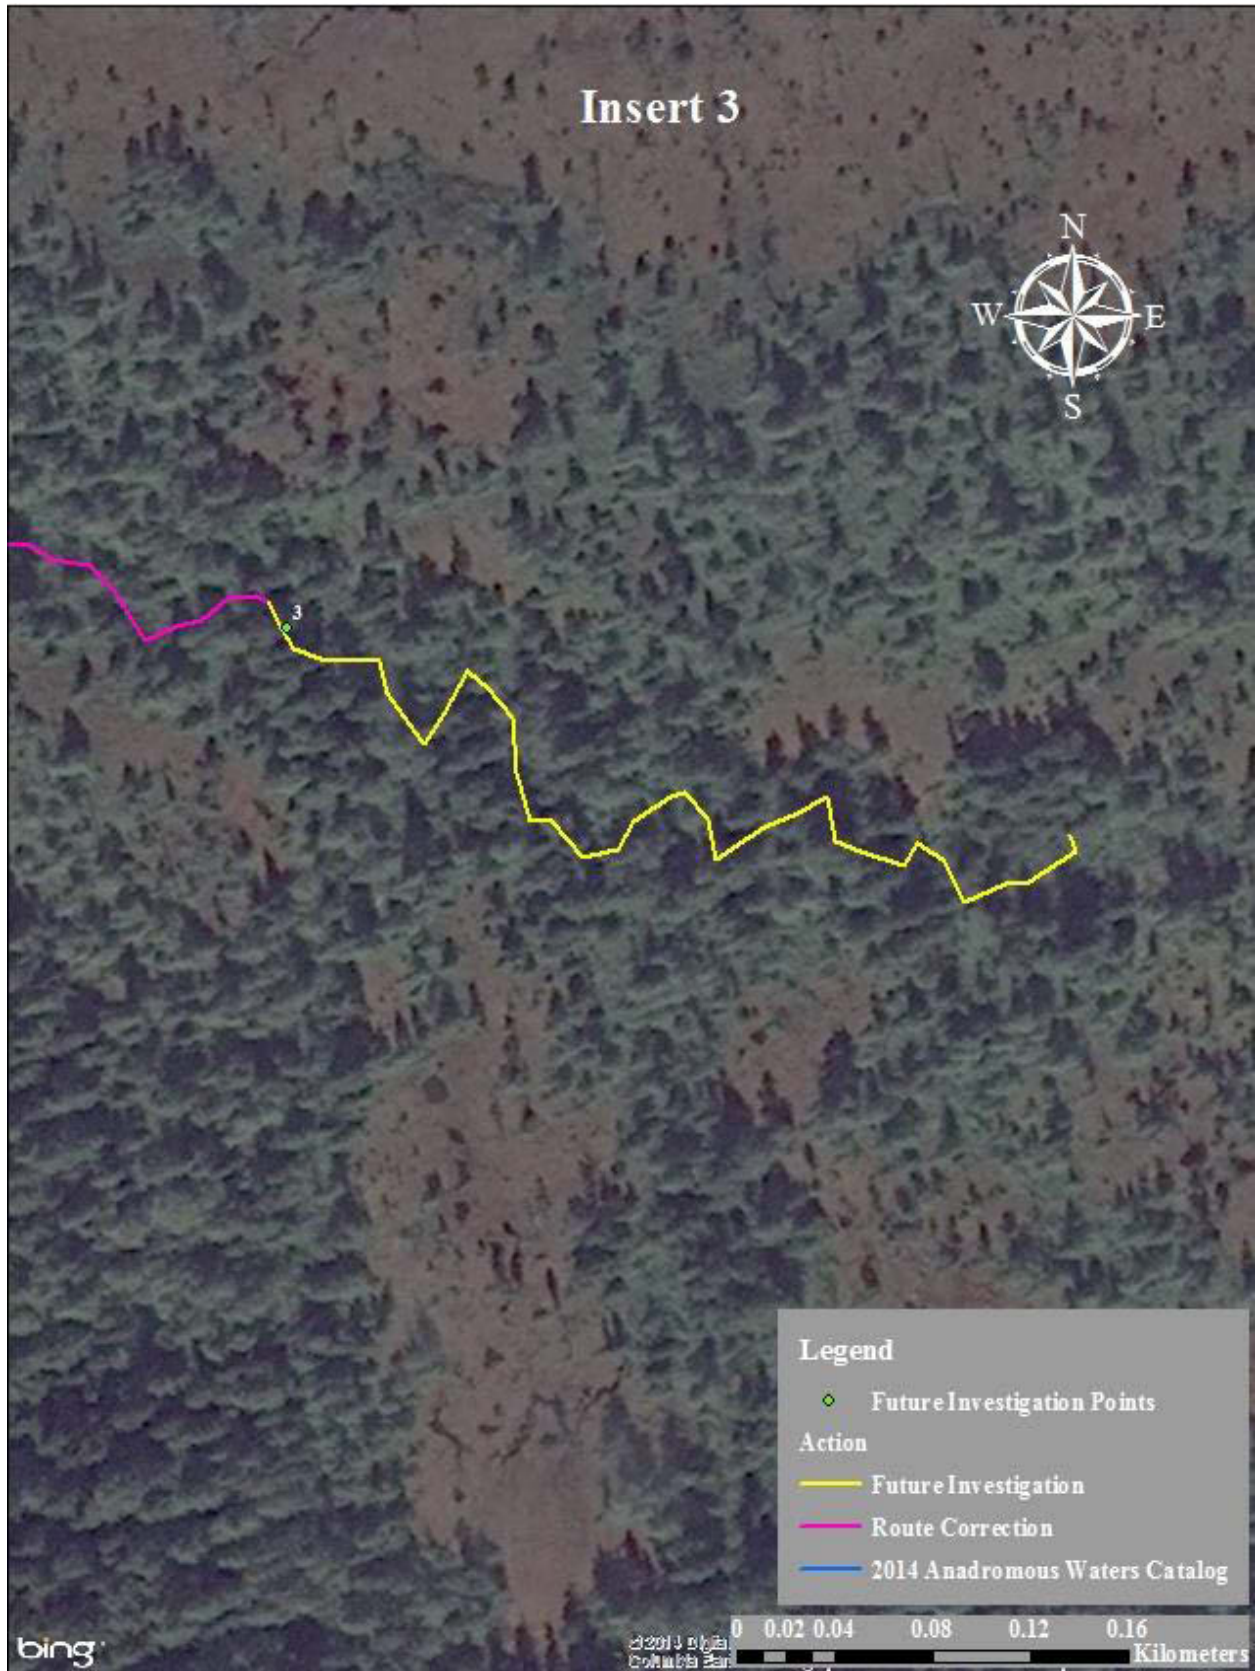 Insert 3
N
W E
S
3
Legend
Future Investigation Points
Action
Future Investigation
Route Correction
2014 Anadromous Waters Catalog
0 0.02 0.04 0.08 0.12 0.16
Kilometers
bing
© 2014